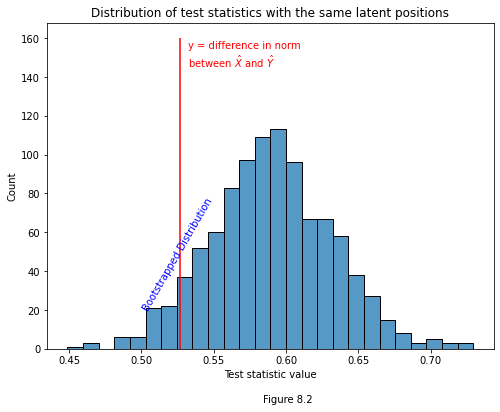 Distribution of test statistics with the same latent positions
160
140
120
100
80
60
40
20
0
Count
y = difference in norm
between X̂ and Ŷ
Bootstrapped Distribution
0.45 0.50 0.55 0.60 0.65 0.70
Test statistic value
Figure 8.2